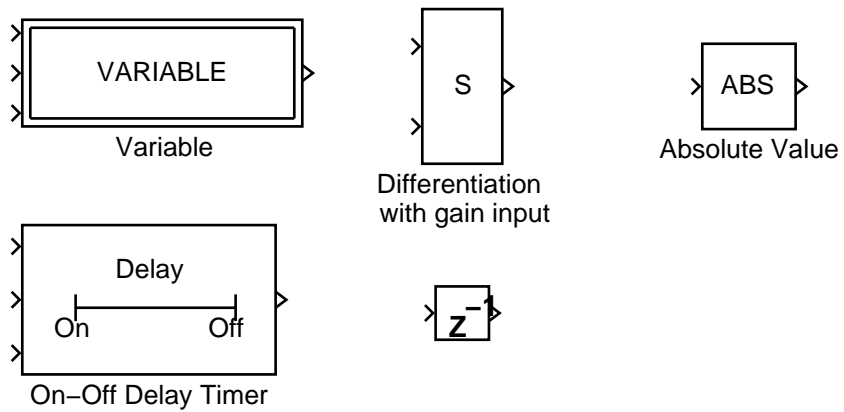 VARIABLE
Variable
S
Differentiation
with gain input
ABS
Absolute Value
Delay
On Off
On−Off Delay Timer
z−1